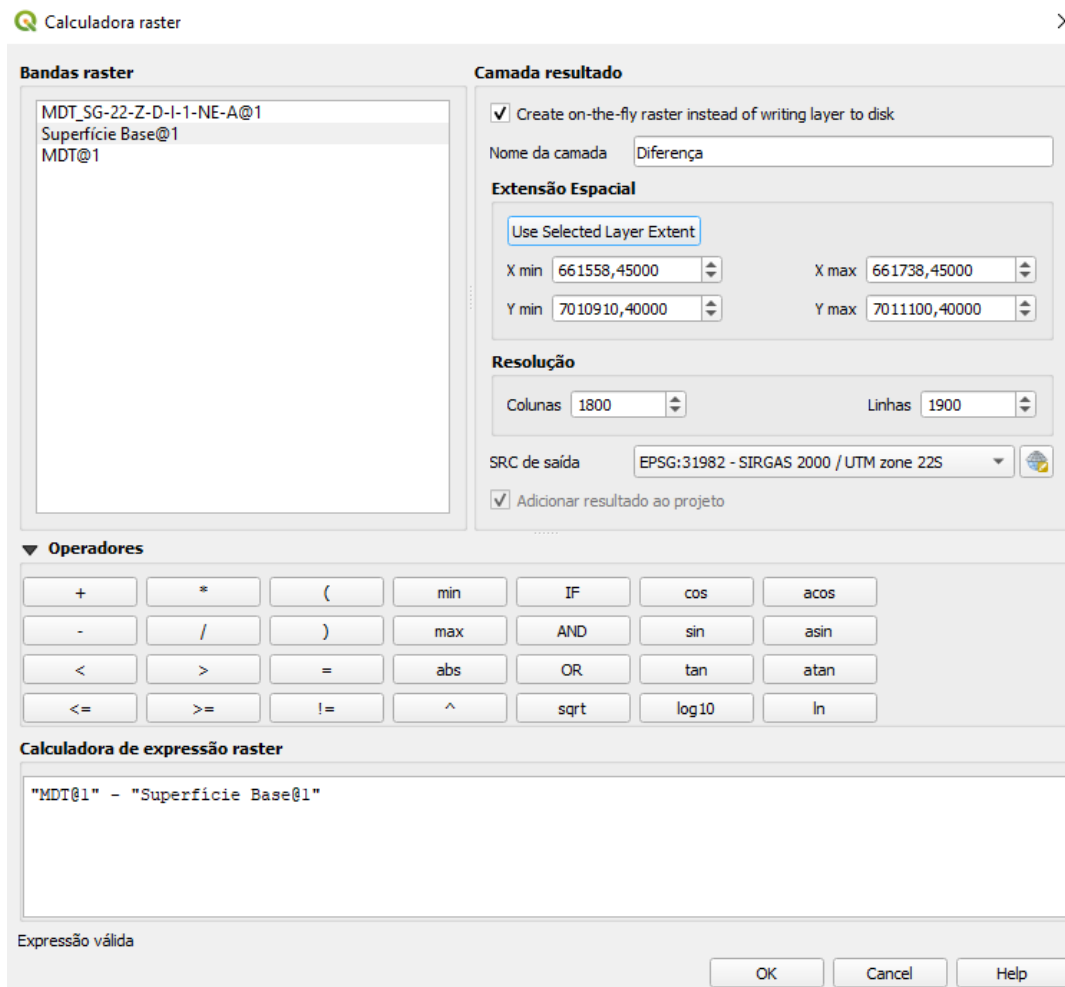 Calculadora raster
Bandas raster
MDT_SG-22-Z-D-I-1-NE-A@1
Superfície Base@1
MDT@1
Camada resultado
Create on-the-fly raster instead of writing layer to disk
Nome da camada Diferença
Extensão Espacial
Use Selected Layer Extent
X min 661558,45000 X max 661738,45000
Y min 7010910,40000 Y max 7011100,40000
Resolução
Colunas 1800 Linhas 1900
SRC de saída EPSG:31982 - SIRGAS 2000 / UTM zone 22S
Adicionar resultado ao projeto
Operadores
+ * ( min IF cos acos
- / ) max AND sin asin
< > = abs OR tan atan
<= >= != ^ sqrt log10 ln
Calculadora de expressão raster
"MDT@1" - "Superfície Base@1"
Expressão válida
OK Cancel Help